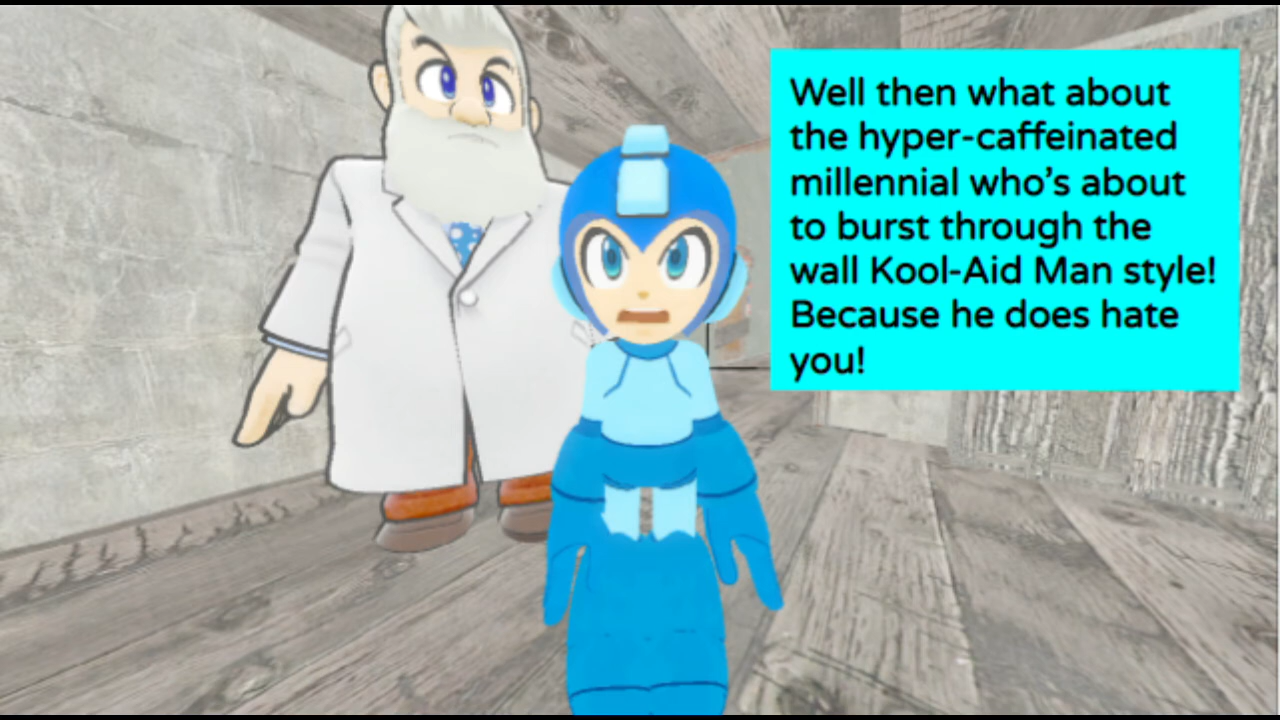 Well then what about
the hyper-caffeinated
millennial who's about
to burst through the
wall Kool-Aid Man style!
Because he does hate
you!